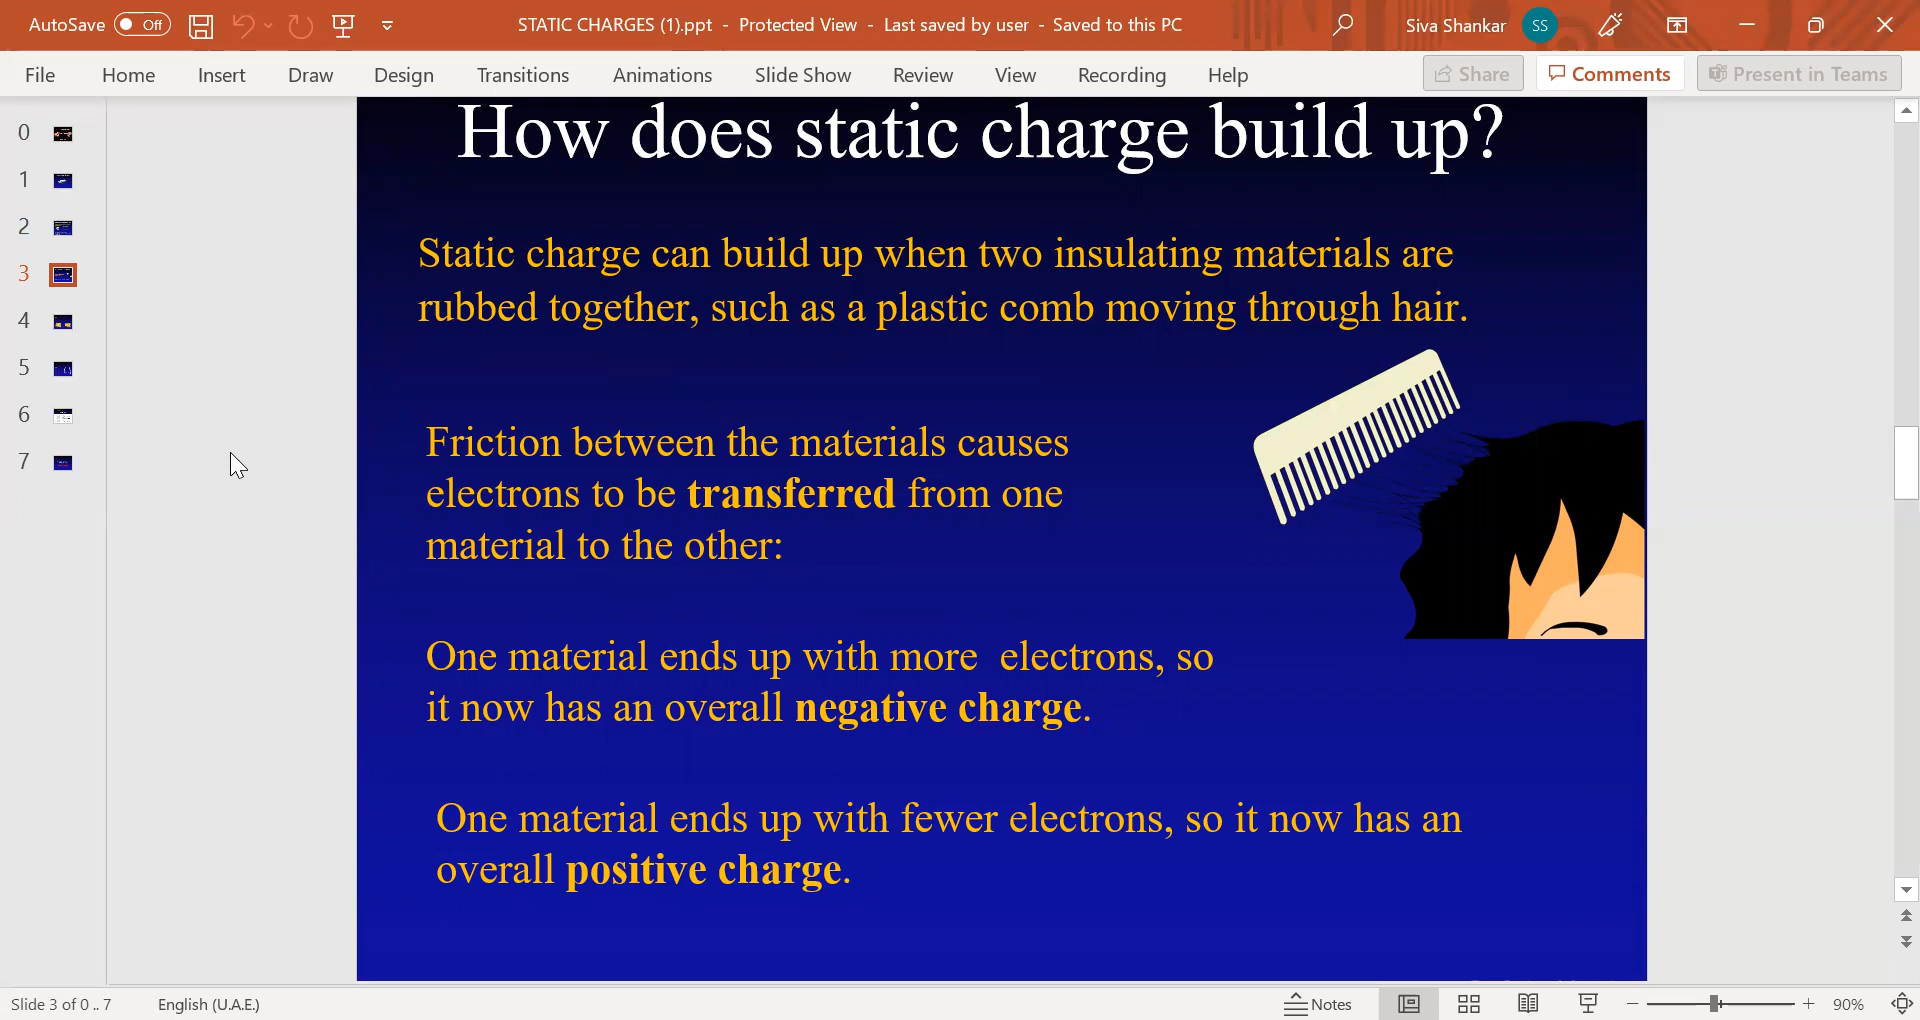 AutoSave Off STATIC CHARGES (1).ppt - Protected View - Last saved by user - Saved to this PC Siva Shankar SS
File Home Insert Draw Design Transitions Animations Slide Show Review View Recording Help Share Comments Present in Teams
How does static charge build up?
0
1
2
3
4
5
6
7
Static charge can build up when two insulating materials are
rubbed together, such as a plastic comb moving through hair.
Friction between the materials causes
electrons to be transferred from one
material to the other:
One material ends up with more electrons, so
it now has an overall negative charge.
One material ends up with fewer electrons, so it now has an
overall positive charge.
Slide 3 of 0 .. 7 English (U.A.E.) Notes 90%